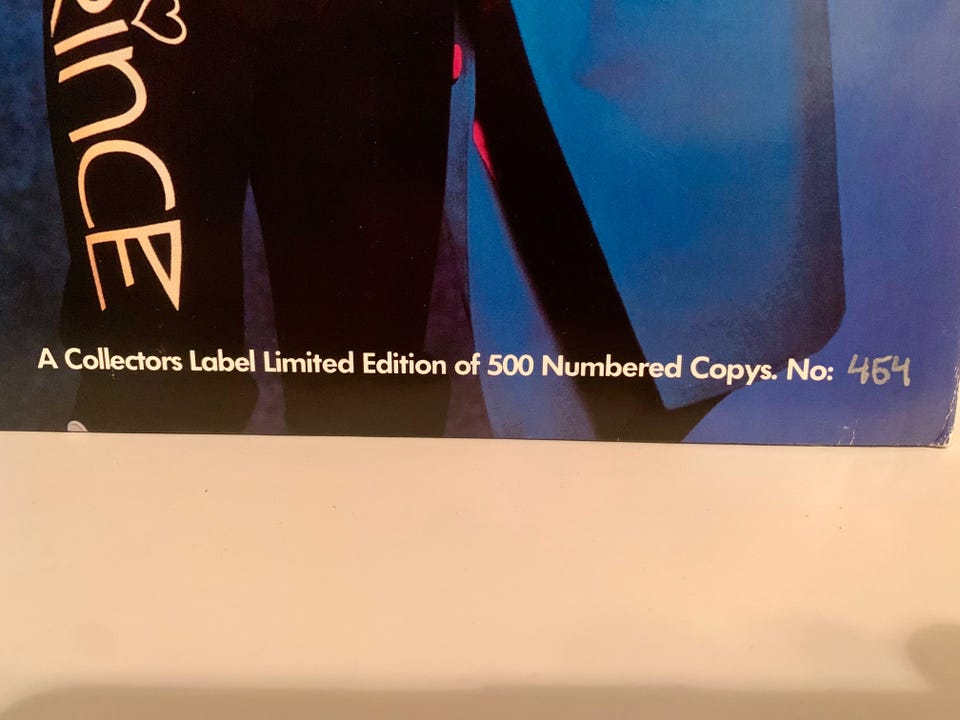 RINCE
A Collectors Label Limited Edition of 500 Numbered Copys. No: 454